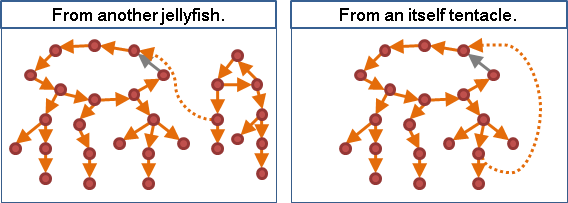 From another jellyfish.
From an itself tentacle.